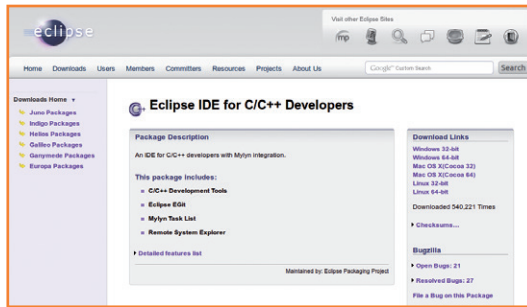 Visit other Eclipse Sites
eclipse
mp
Home Downloads Users Members Committers Resources Projects About Us
Google™ Custom Search
Search
Downloads Home
Juno Packages
Indigo Packages
Helios Packages
Galileo Packages
Ganymede Packages
Europa Packages
Eclipse IDE for C/C++ Developers
Package Description
An IDE for C/C++ developers with Mylyn integration.
This package includes:
C/C++ Development Tools
Eclipse EGit
Mylyn Task List
Remote System Explorer
Detailed features list
Maintained by: Eclipse Packaging Project
Download Links
Windows 32-bit
Windows 64-bit
Mac OS X(Cocoa 32)
Mac OS X(Cocoa 64)
Linux 32-bit
Linux 64-bit
Downloaded 540,221 Times
Checksums...
Bugzilla
Open Bugs: 21
Resolved Bugs: 27
File a Bug on this Package